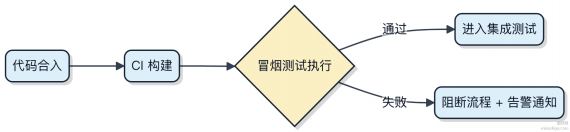 代码合入
CI 构建
冒烟测试执行
通过
进入集成测试
失败
阻断流程 + 告警通知